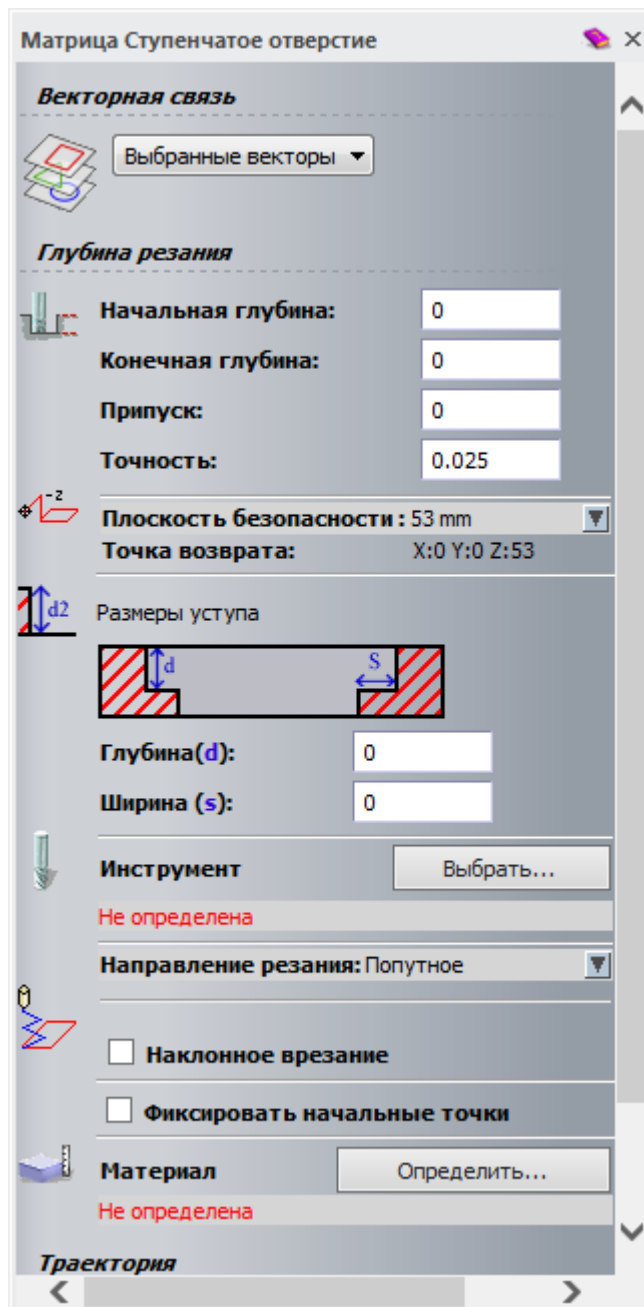 Матрица Ступенчатое отверстие
Векторная связь
Выбранные векторы
Глубина резания
Начальная глубина: 0
Конечная глубина: 0
Припуск: 0
Точность: 0.025
-z
Плоскость безопасности : 53 mm
Точка возврата: X:0 Y:0 Z:53
d2
Размеры уступа
d S
Глубина(d): 0
Ширина (s): 0
Инструмент Выбрать...
Не определена
Направление резания: Попутное
Наклонное врезание
Фиксировать начальные точки
Материал Определить...
Не определена
Траектория